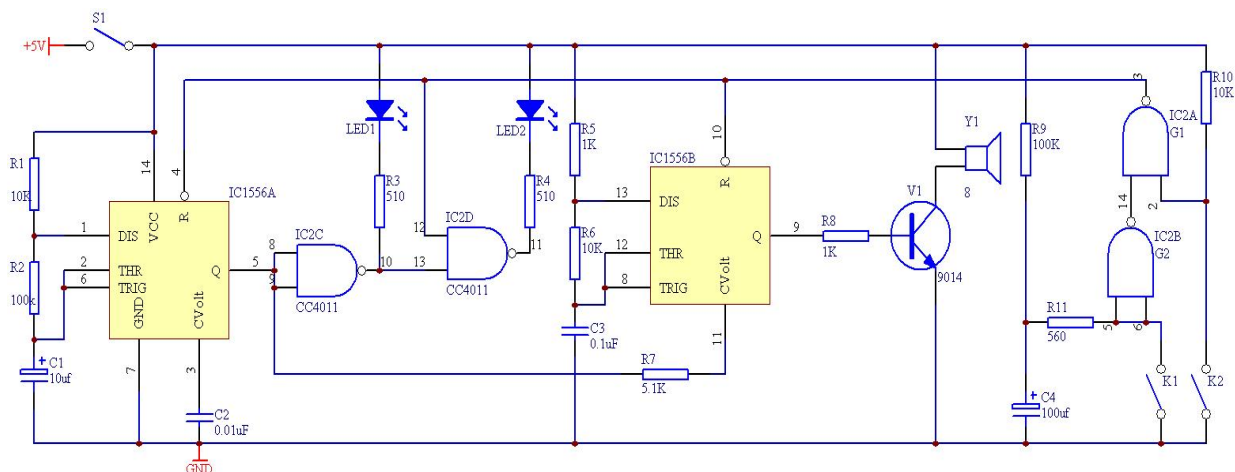 S1
+5V
R1
10K
R2
100k
C1
10uf
14
4
1
2
6
7
3
5
IC1556A
VCC
R
DIS
THR
TRIG
GND
CVolt
Q
C2
0.01uF
GND
LED1
R3
510
IC2C
8
9
10
CC4011
LED2
R4
510
IC2D
12
13
11
CC4011
R5
1K
R6
10K
C3
0.1uF
R7
5.1K
IC1556B
10
13
12
8
9
11
R
DIS
THR
TRIG
Q
CVolt
R8
1K
V1
9014
Y1
8
R9
100K
C4
100uf
R11
560
3
IC2A
G1
14
2
IC2B
G2
5
6
R10
10K
K1
K2